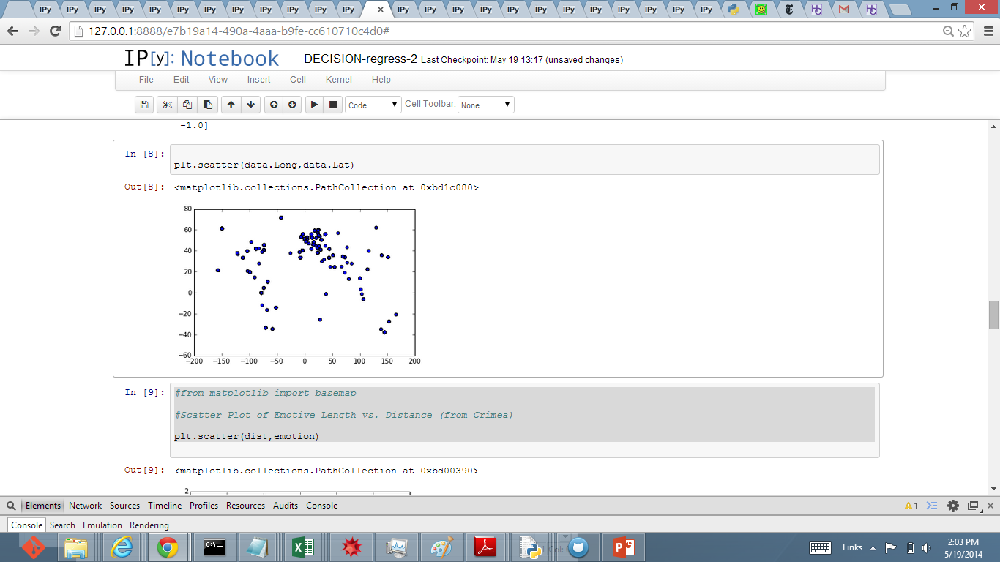 IPy IPy IPy IPy IPy IPy IPy IPy IPy IPy IPy IPy IPy IPy IPy IPy IPy IPy IPy IPy IPy IPy IPy IPy
127.0.0.1:8888/e7b19a14-490a-4aaa-b9fe-cc610710c4d0#
IP[y]: Notebook DECISION-regress-2 Last Checkpoint: May 19 13:17 (unsaved changes)
File Edit View Insert Cell Kernel Help
Code Cell Toolbar: None
-1.0]
In [8]:
plt.scatter(data.Long,data.Lat)
Out[8]: <matplotlib.collections.PathCollection at 0xbd1c080>
80
60
40
20
0
−20
−40
−60
−200 −150 −100 −50 0 50 100 150 200
In [9]: #from matplotlib import basemap
#Scatter Plot of Emotive Length vs. Distance (from Crimea)
plt.scatter(dist,emotion)
Out[9]: <matplotlib.collections.PathCollection at 0xbd00390>
2
Elements Network Sources Timeline Profiles Resources Audits Console 1
Console Search Emulation Rendering
Links 2:03 PM
5/19/2014